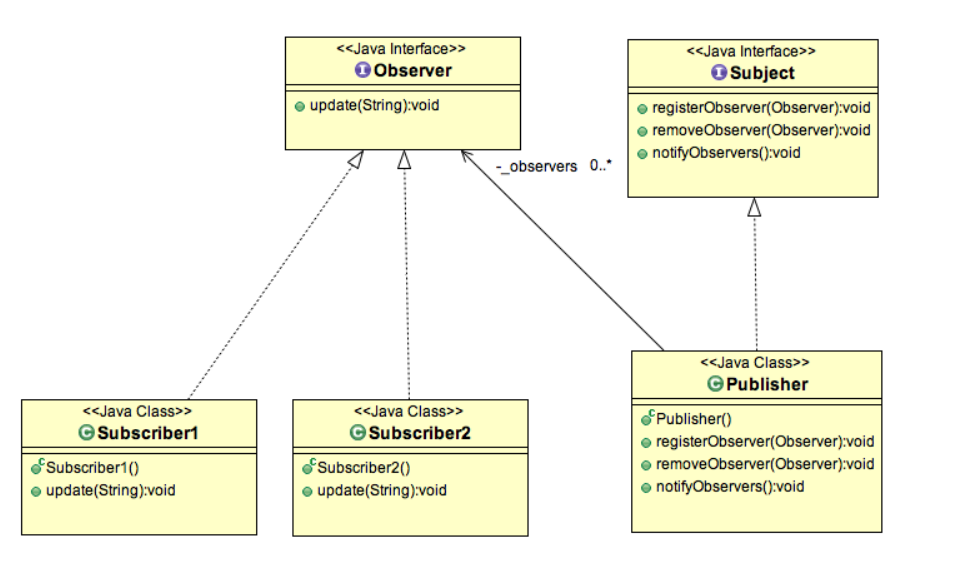 <<Java Interface>>
Observer
update(String):void
<<Java Interface>>
Subject
registerObserver(Observer):void
removeObserver(Observer):void
notifyObservers():void
-_observers 0..*
<<Java Class>>
Subscriber1
Subscriber1()
update(String):void
<<Java Class>>
Subscriber2
Subscriber2()
update(String):void
<<Java Class>>
Publisher
Publisher()
registerObserver(Observer):void
removeObserver(Observer):void
notifyObservers():void